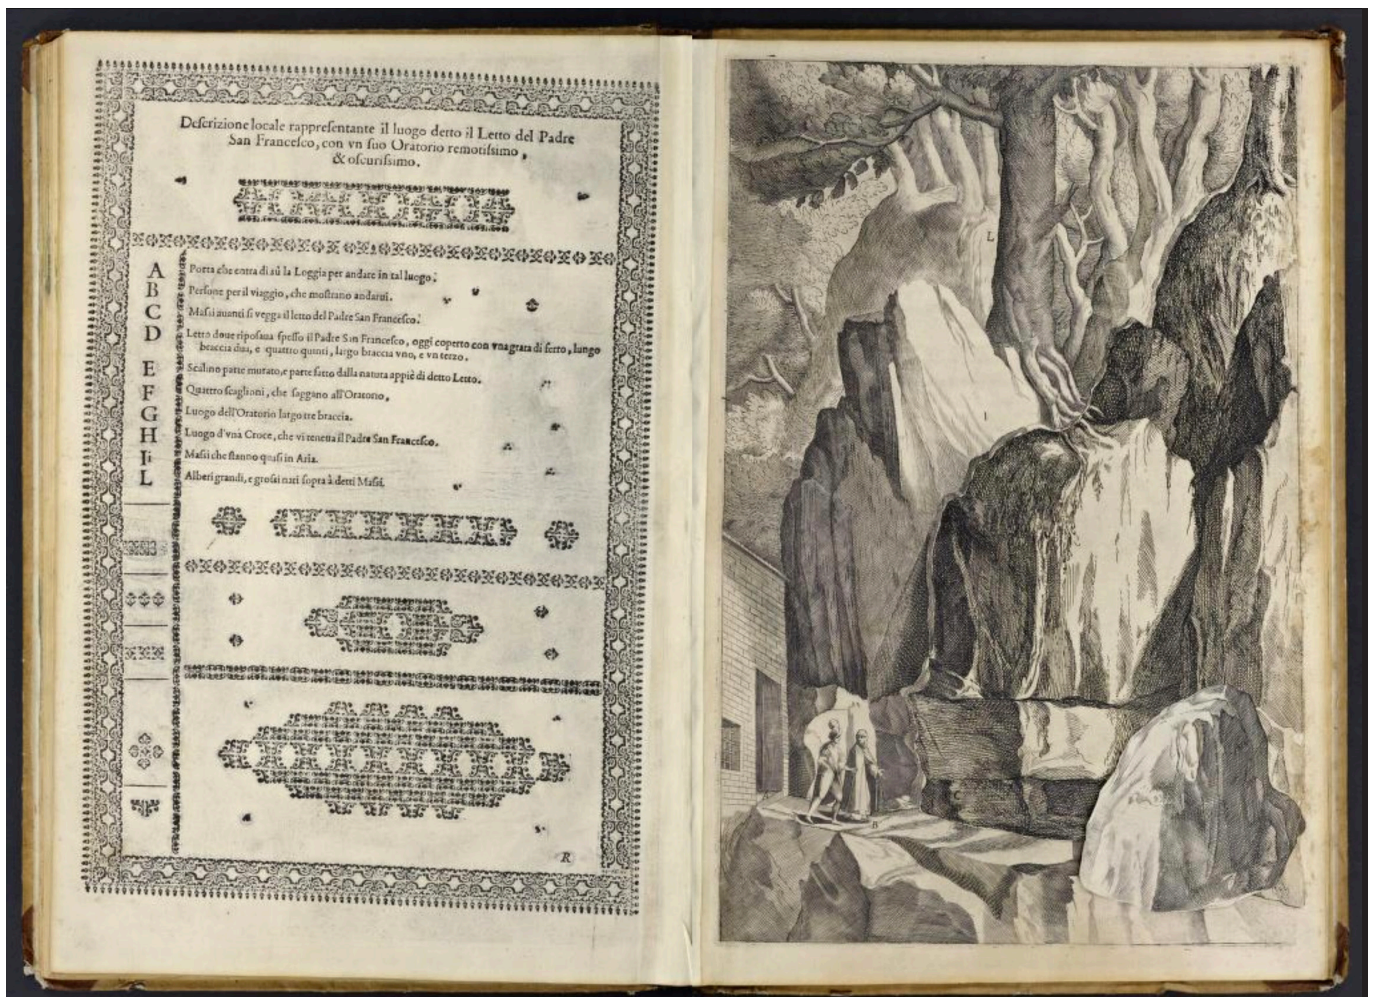 Descrizione locale rappresentante il luogo detto il Letto del Padre
San Francesco, con vn suo Oratorio remotissimo,
& oscurissimo.
A Porta che entra di sù la Loggia per andare in tal luogo.
B Persone per il viaggio, che mostrano andarui.
C Massi auanti si vegga il letto del Padre San Francesco.
D Letto doue riposaua spesso il Padre San Francesco, oggi coperto con vna grata di ferro, lungo
braccia dua, e quattro quinti, largo braccia vno, e vn terzo.
E Scalino parte murato, e parte fatto dalla natura appiè di detto Letto.
F Quattro scaglioni, che saggano all'Oratorio.
G Luogo dell'Oratorio largo tre braccia.
H Luogo d'vna Croce, che vi teneua il Padre San Francesco.
I Massi che stanno quasi in Aria.
L Alberi grandi, e grossi nati sopra à detti Massi.
R
L
I
C
B